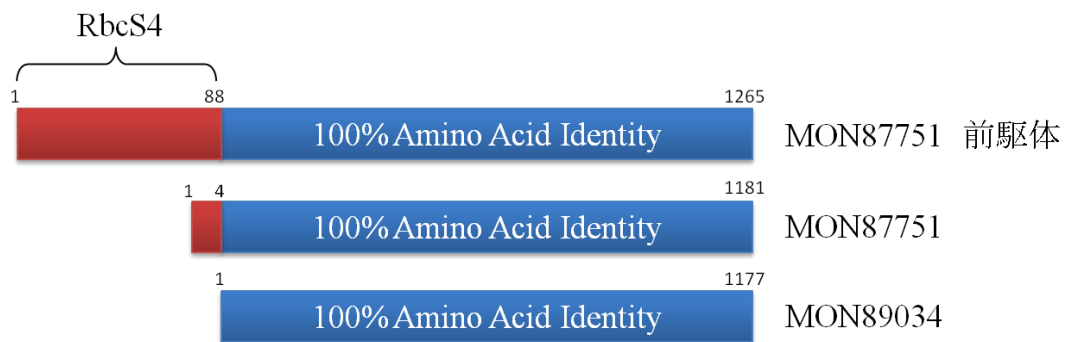 RbcS4
1 88 1265
100% Amino Acid Identity MON87751 前駆体
1 4 1181
100% Amino Acid Identity MON87751
1 1177
100% Amino Acid Identity MON89034